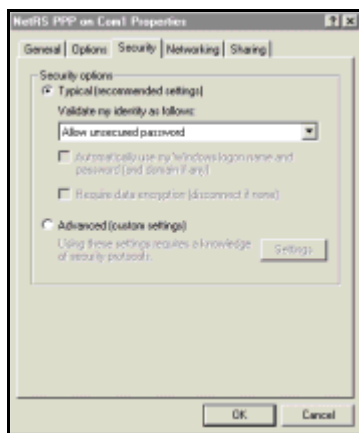 NetRS PPP on Com1 Properties
General Options Security Networking Sharing
Security options
Typical (recommended settings)
Validate my identity as follows:
Allow unsecured password
Automatically use my Windows logon name and
password (and domain if any)
Require data encryption (disconnect if none)
Advanced (custom settings)
Using these settings requires a knowledge
of security protocols.
Settings
OK Cancel